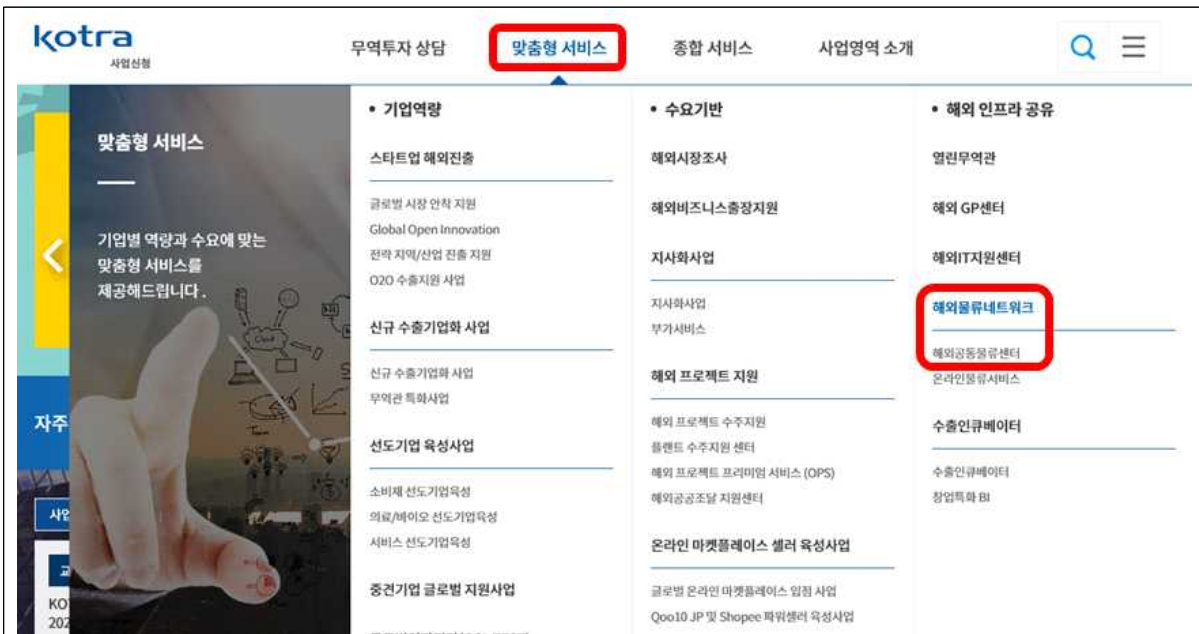 kotra
사업신청
무역투자 상담
맞춤형 서비스
종합 서비스
사업영역 소개
맞춤형 서비스
기업별 역량과 수요에 맞는
맞춤형 서비스를
제공해드립니다.
• 기업역량
스타트업 해외진출
글로벌 시장 안착 지원
Global Open Innovation
전략 지역/산업 진출 지원
O2O 수출지원 사업
신규 수출기업화 사업
신규 수출기업화 사업
무역관 특화사업
선도기업 육성사업
소비재 선도기업육성
의료/바이오 선도기업육성
서비스 선도기업육성
중견기업 글로벌 지원사업
• 수요기반
해외시장조사
해외비즈니스출장지원
지사화사업
지사화사업
부가서비스
해외 프로젝트 지원
해외 프로젝트 수주지원
플랜트 수주지원 센터
해외 프로젝트 프리미엄 서비스 (OPS)
해외공공조달 지원센터
온라인 마켓플레이스 셀러 육성사업
글로벌 온라인 마켓플레이스 입점 사업
Qoo10 JP 및 Shopee 파워셀러 육성사업
• 해외 인프라 공유
열린무역관
해외 GP센터
해외IT지원센터
해외물류네트워크
해외공동물류센터
온라인물류서비스
수출인큐베이터
수출인큐베이터
창업특화 BI
자주
사업
교
KO
202
Cloud
Team